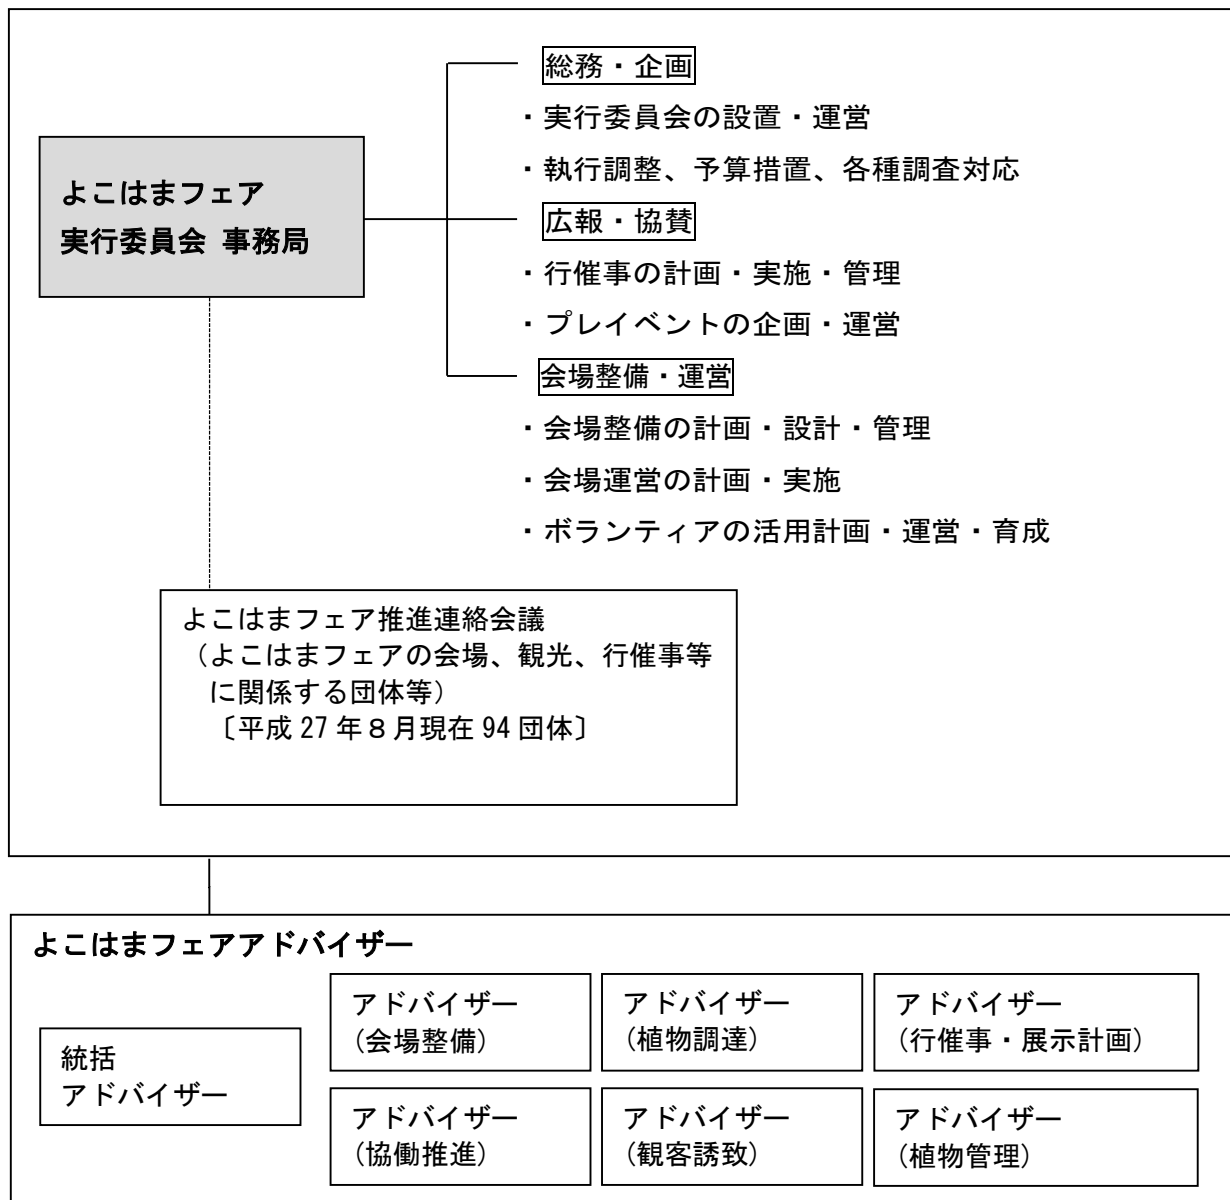 総務・企画
・実行委員会の設置・運営
・執行調整、予算措置、各種調査対応
よこはまフェア
実行委員会 事務局
広報・協賛
・行催事の計画・実施・管理
・プレイベントの企画・運営
会場整備・運営
・会場整備の計画・設計・管理
・会場運営の計画・実施
・ボランティアの活用計画・運営・育成
よこはまフェア推進連絡会議
（よこはまフェアの会場、観光、行催事等
に関係する団体等）
〔平成 27 年８月現在 94 団体〕
よこはまフェアアドバイザー
統括
アドバイザー
アドバイザー
(会場整備)
アドバイザー
(植物調達)
アドバイザー
(行催事・展示計画)
アドバイザー
(協働推進)
アドバイザー
(観客誘致)
アドバイザー
(植物管理)